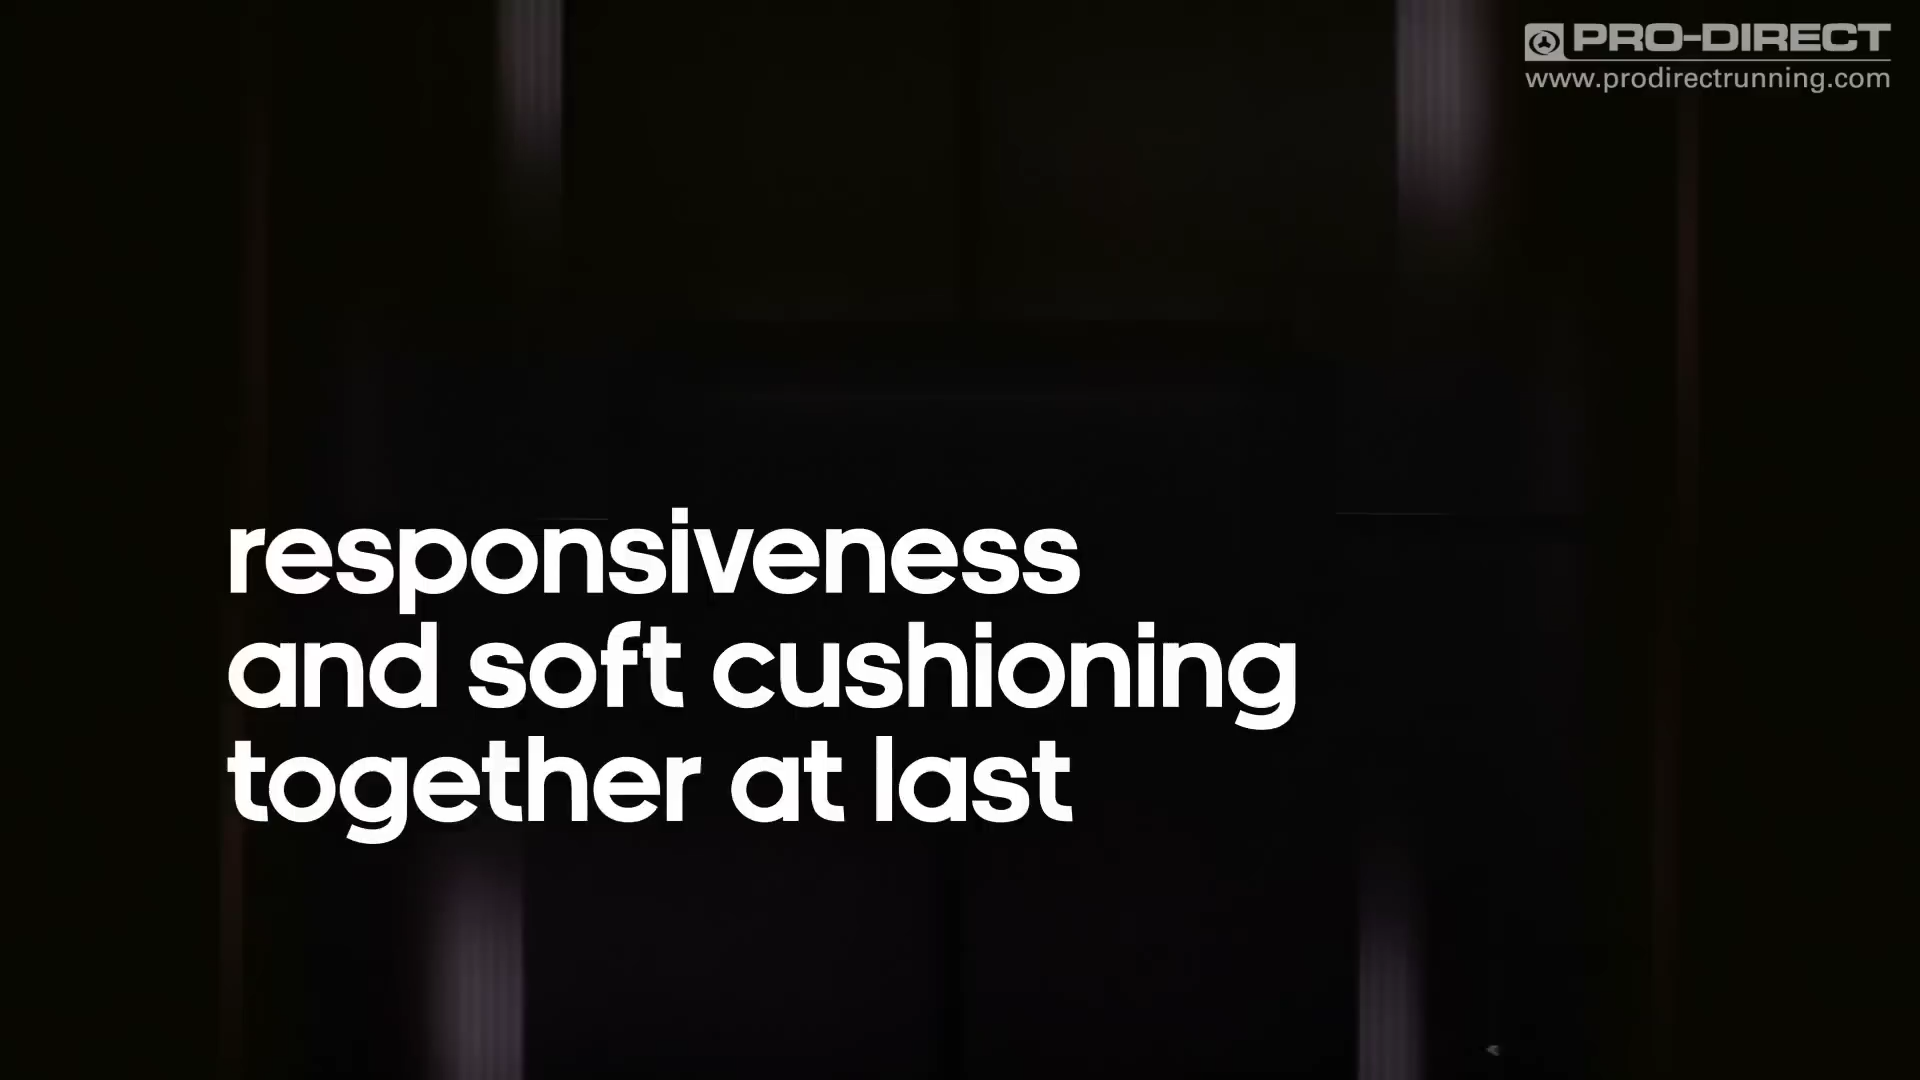 PRO-DIRECT
www.prodirectrunning.com
responsiveness
and soft cushioning
together at last